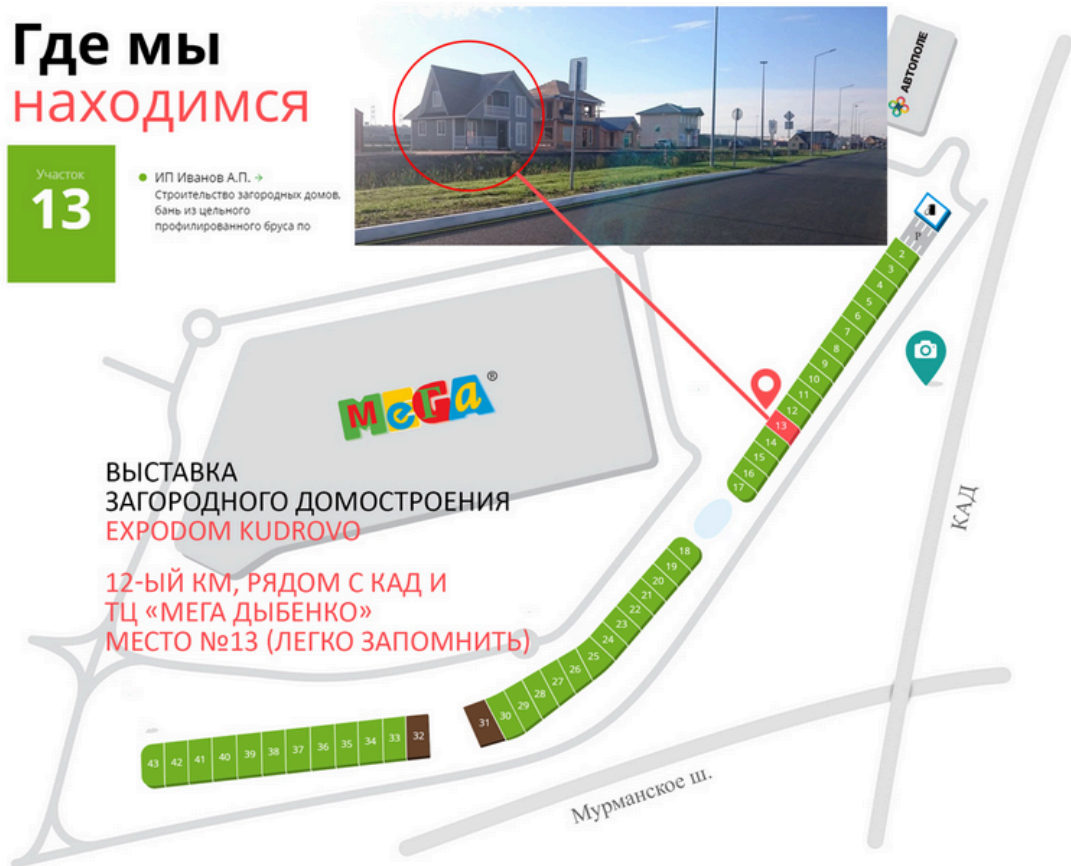 Где мы
находимся
Участок
13
ИП Иванов А.П. →
Строительство загородных домов,
бань из цельного
профилированного бруса по
АВТОПОЛЕ
P
2
3
4
5
6
7
8
9
10
11
12
13
14
15
16
17
МЕГА®
ВЫСТАВКА
ЗАГОРОДНОГО ДОМОСТРОЕНИЯ
EXPODOM KUDROVO
12-ЫЙ КМ, РЯДОМ С КАД И
ТЦ «МЕГА ДЫБЕНКО»
МЕСТО №13 (ЛЕГКО ЗАПОМНИТЬ)
КАД
18
19
20
21
22
23
24
25
26
27
28
29
30
31
32
33
34
35
36
37
38
39
40
41
42
43
Мурманское ш.